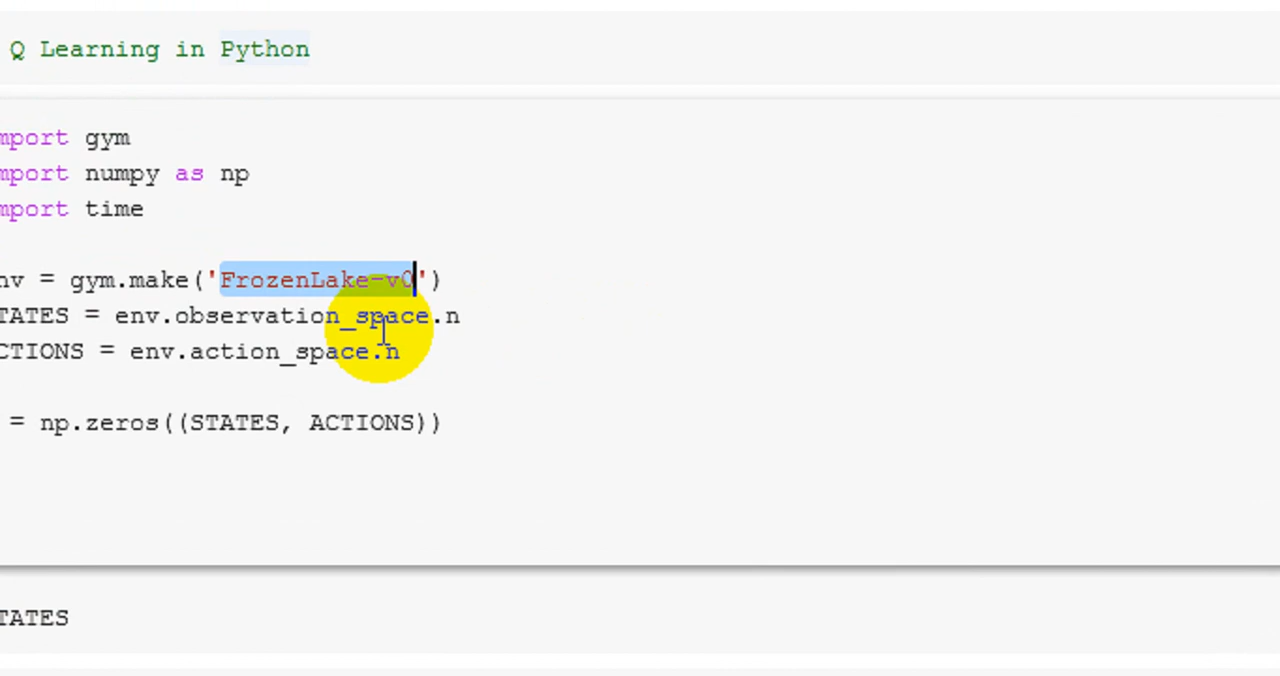 Q Learning in Python
mport gym
mport numpy as np
mport time
nv = gym.make('FrozenLake-v0')
TATES = env.observation_space.n
CTIONS = env.action_space.n
= np.zeros((STATES, ACTIONS))
TATES